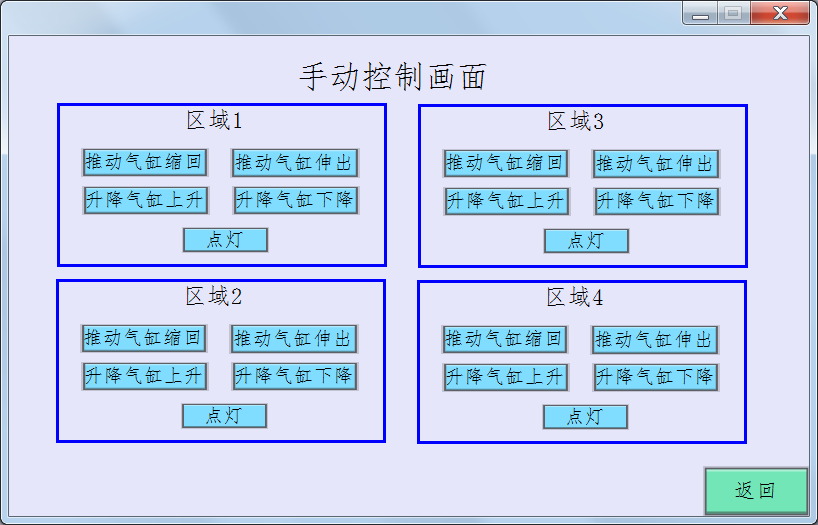 手动控制画面
区域1
推动气缸缩回 推动气缸伸出
升降气缸上升 升降气缸下降
点灯
区域3
推动气缸缩回 推动气缸伸出
升降气缸上升 升降气缸下降
点灯
区域2
推动气缸缩回 推动气缸伸出
升降气缸上升 升降气缸下降
点灯
区域4
推动气缸缩回 推动气缸伸出
升降气缸上升 升降气缸下降
点灯
返回